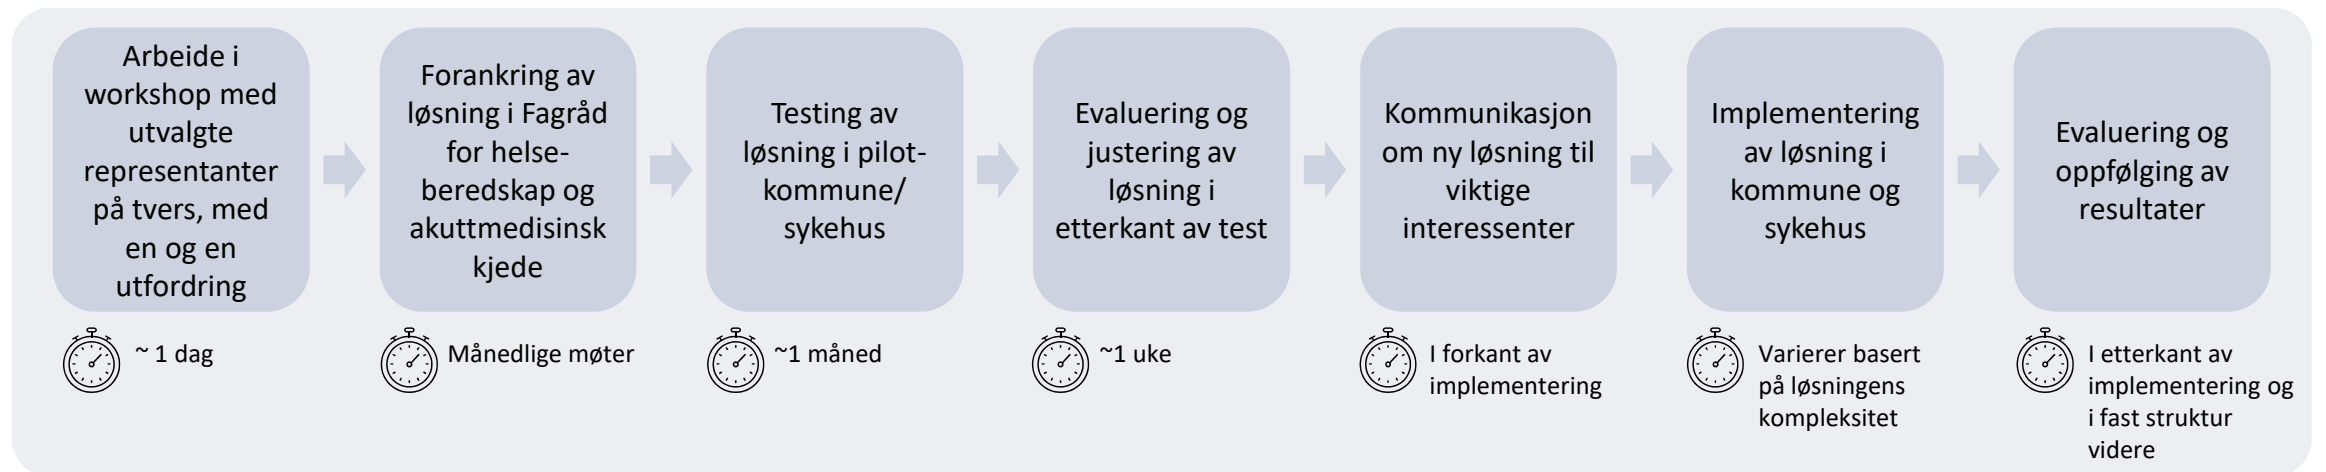 Arbeide i
workshop med
utvalgte
representanter
på tvers, med
en og en
utfordring
Forankring av
løsning i Fagråd
for helse-
beredskap og
akuttmedisinsk
kjede
Testing av
løsning i pilot-
kommune/
sykehus
Evaluering og
justering av
løsning i
etterkant av test
Kommunikasjon
om ny løsning til
viktige
interessenter
Implementering
av løsning i
kommune og
sykehus
Evaluering og
oppfølging av
resultater
~ 1 dag
Månedlige møter
~1 måned
~1 uke
I forkant av
implementering
Varierer basert
på løsningens
kompleksitet
I etterkant av
implementering og
i fast struktur
videre